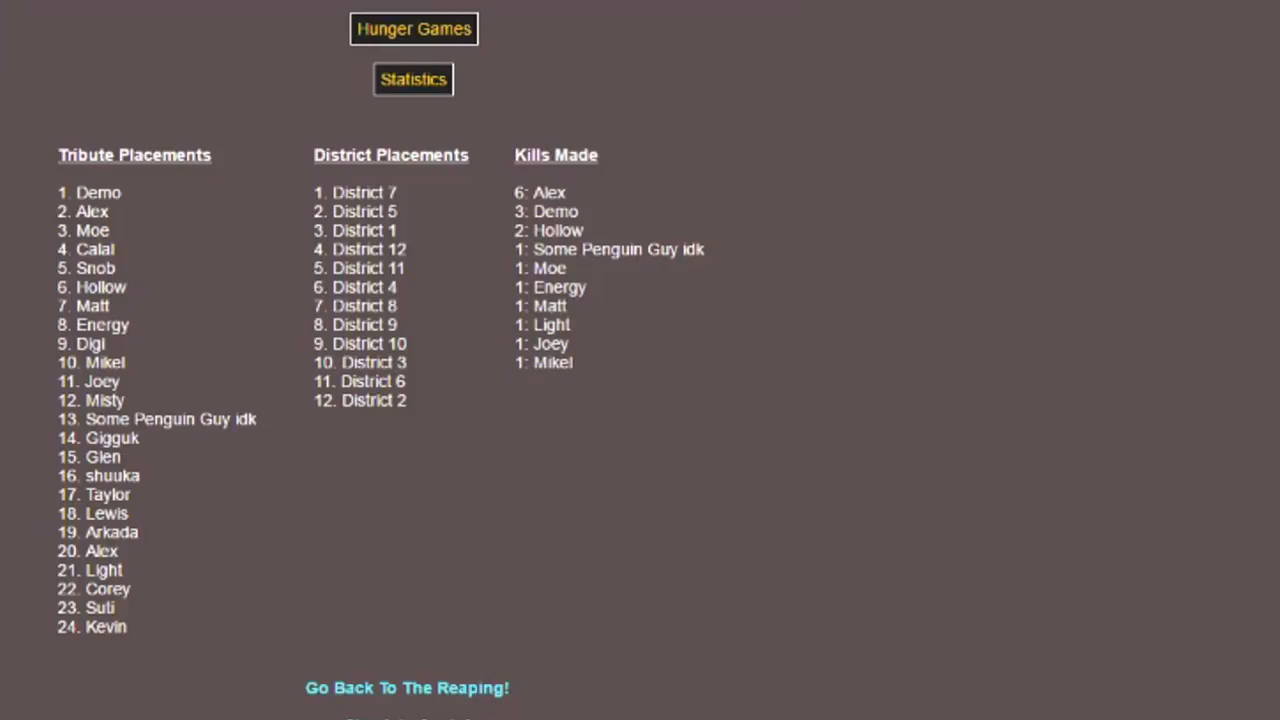 Hunger Games
Statistics
Tribute Placements
1. Demo
2. Alex
3. Moe
4. Calal
5. Snob
6. Hollow
7. Matt
8. Energy
9. Digi
10. Mikel
11. Joey
12. Misty
13. Some Penguin Guy idk
14. Gigguk
15. Glen
16. shuuka
17. Taylor
18. Lewis
19. Arkada
20. Alex
21. Light
22. Corey
23. Suti
24. Kevin
District Placements
1. District 7
2. District 5
3. District 1
4. District 12
5. District 11
6. District 4
7. District 8
8. District 9
9. District 10
10. District 3
11. District 6
12. District 2
Kills Made
6: Alex
3: Demo
2: Hollow
1: Some Penguin Guy idk
1: Moe
1: Energy
1: Matt
1: Light
1: Joey
1: Mikel
Go Back To The Reaping!